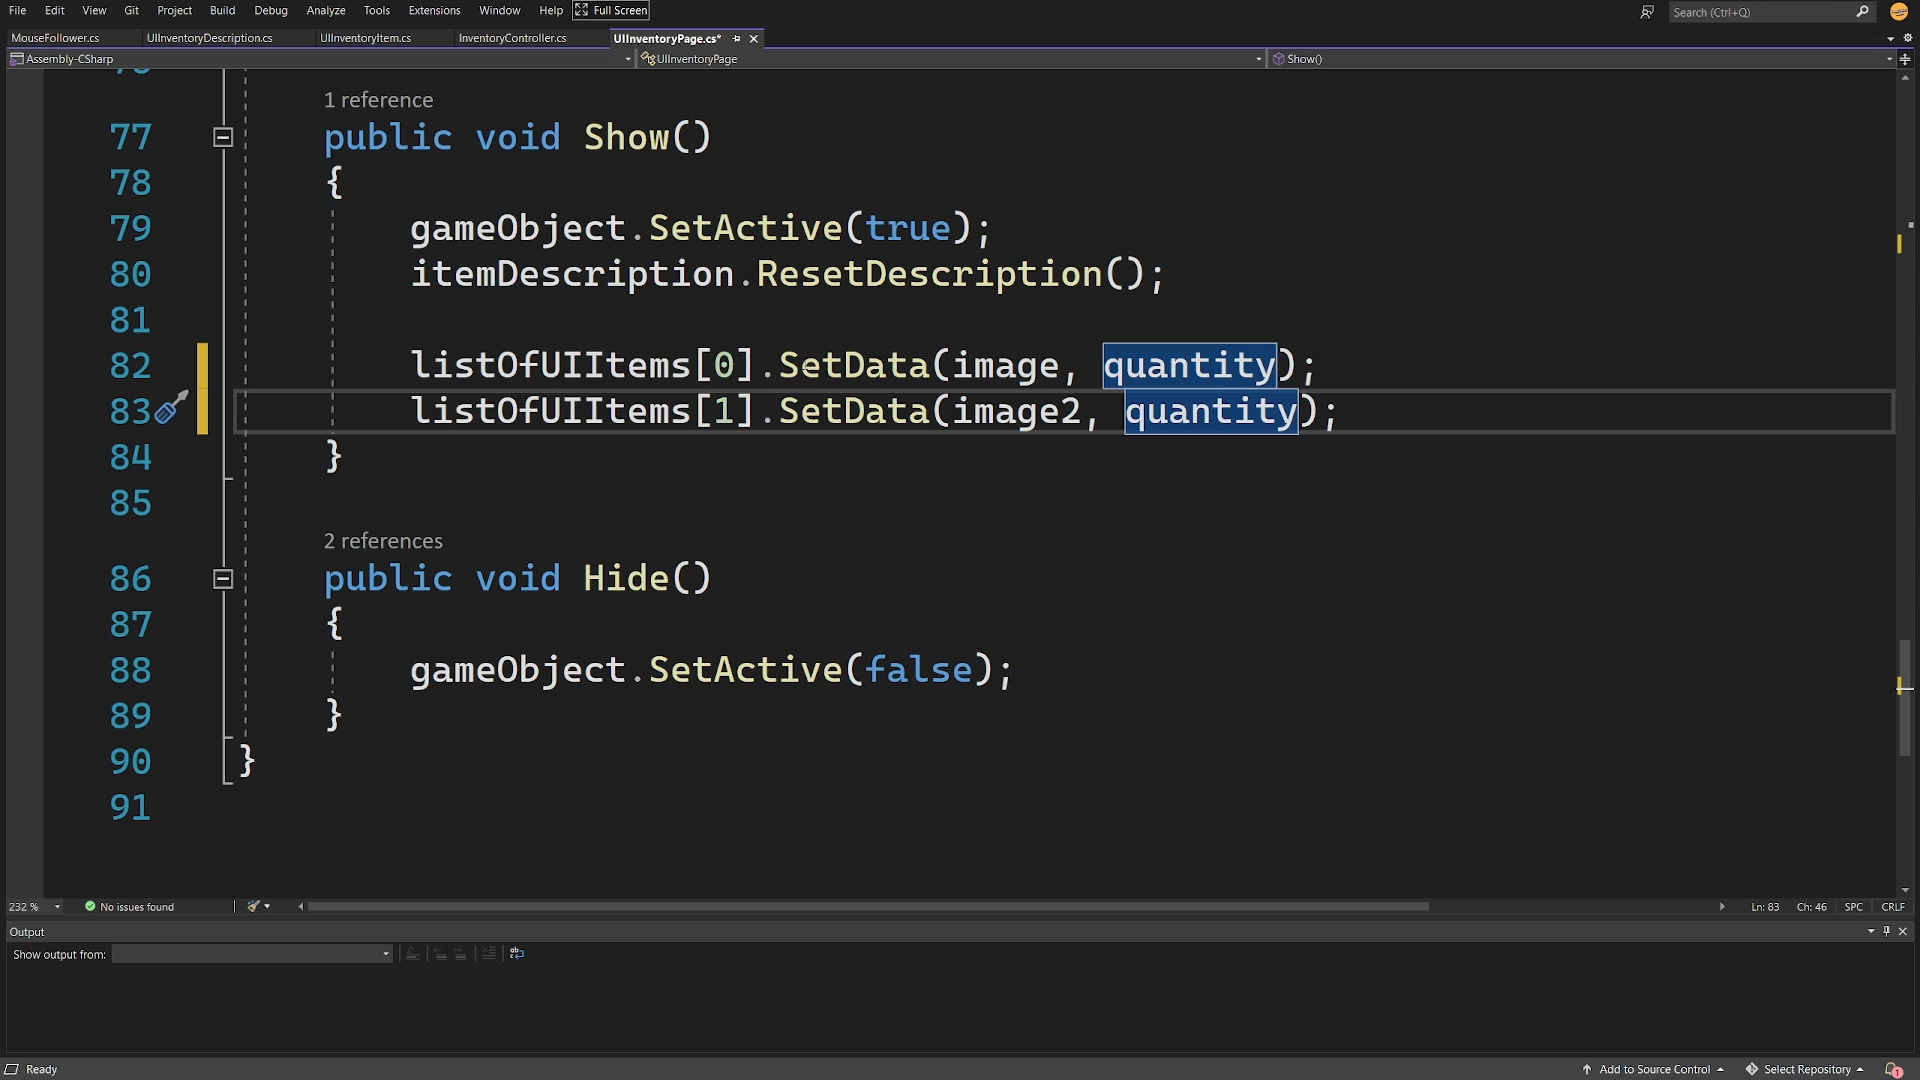 File Edit View Git Project Build Debug Analyze Tools Extensions Window Help Full Screen Search (Ctrl+Q)
MouseFollower.cs UIInventoryDescription.cs UIInventoryItem.cs InventoryController.cs UIInventoryPage.cs*
Assembly-CSharp UIInventoryPage Show()
1 reference
77 public void Show()
78 {
79 gameObject.SetActive(true);
80 itemDescription.ResetDescription();
81
82 listOfUIItems[0].SetData(image, quantity);
83 listOfUIItems[1].SetData(image2, quantity);
84 }
85
2 references
86 public void Hide()
87 {
88 gameObject.SetActive(false);
89 }
90 }
91
232 % No issues found Ln: 83 Ch: 46 SPC CRLF
Output
Show output from:
Ready Add to Source Control Select Repository 1